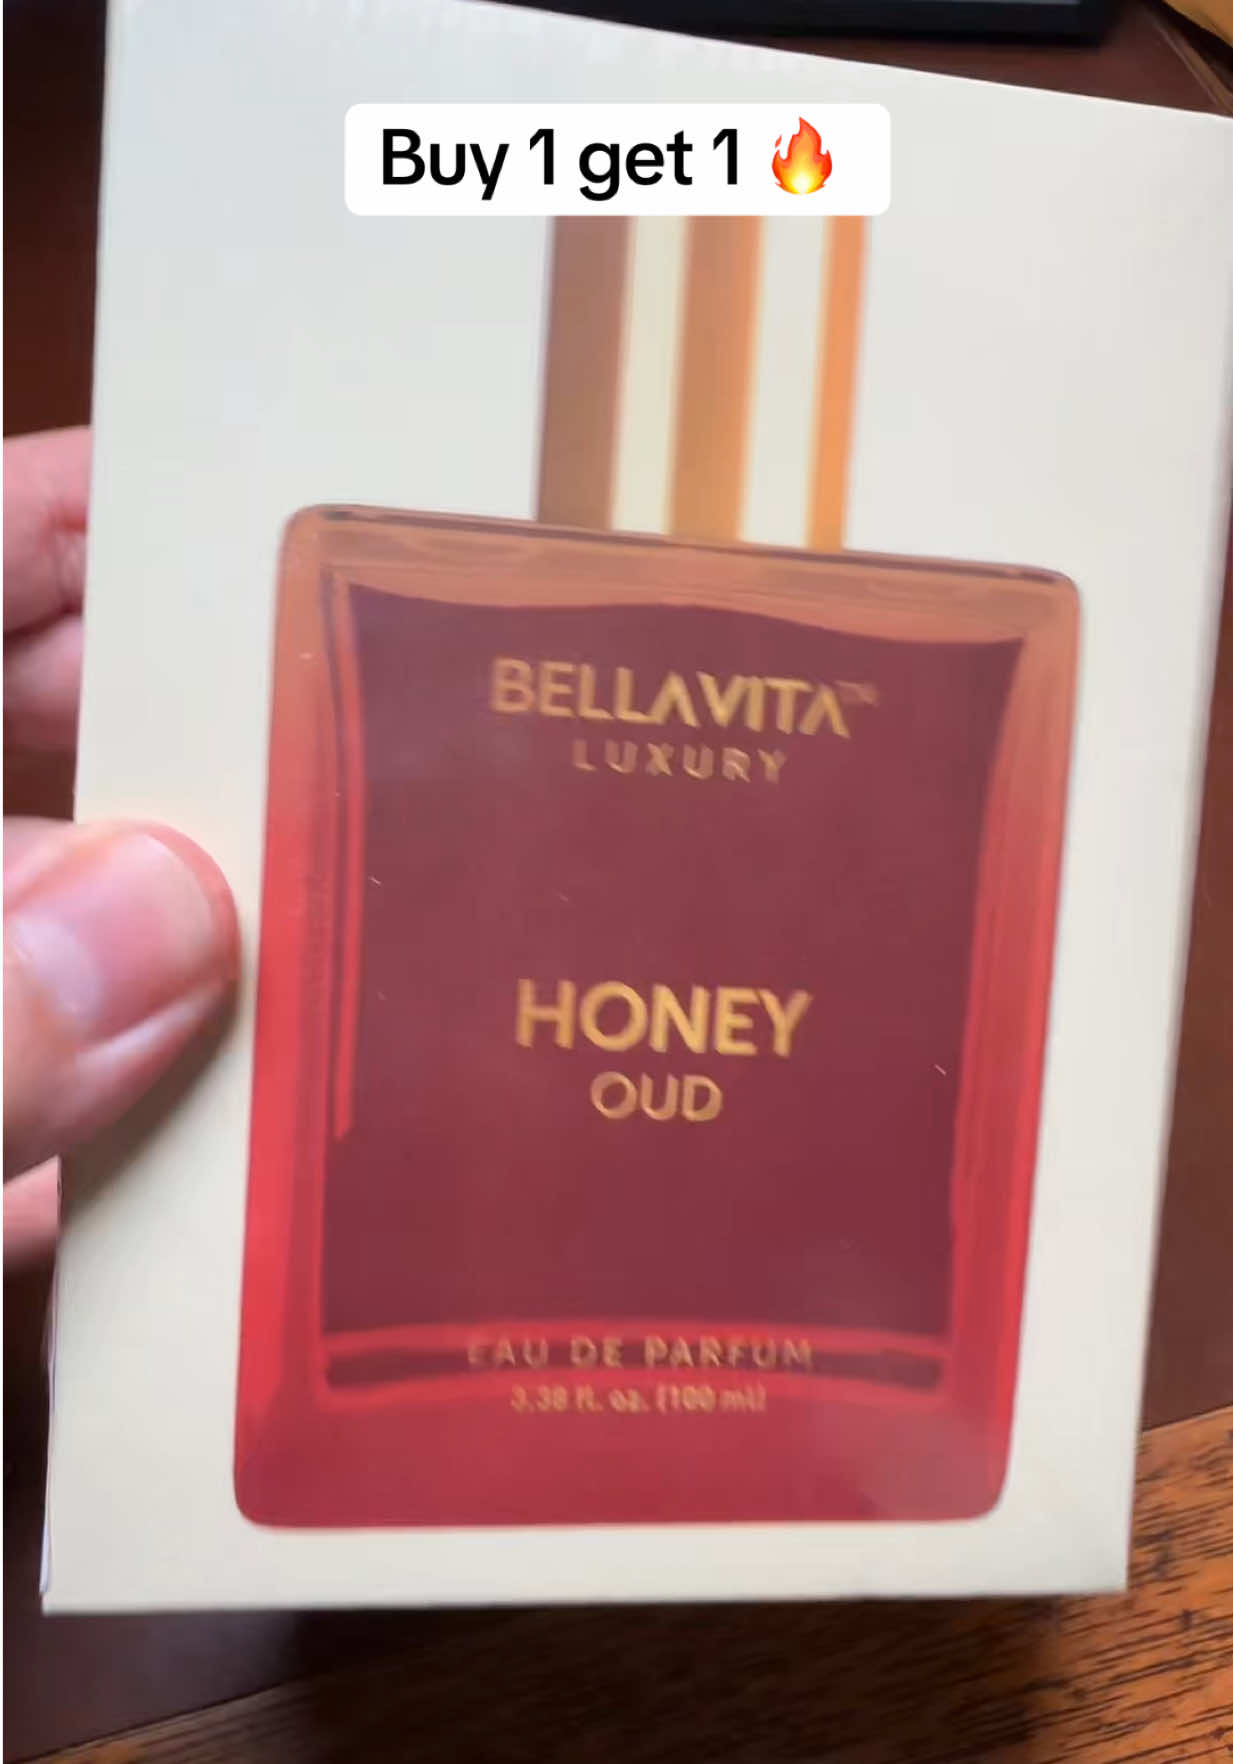 Buy 1 get 1 🔥
BELLAVITA™
LUXURY
HONEY
OUD
EAU DE PARFUM
3.38 fl. oz. (100 ml)